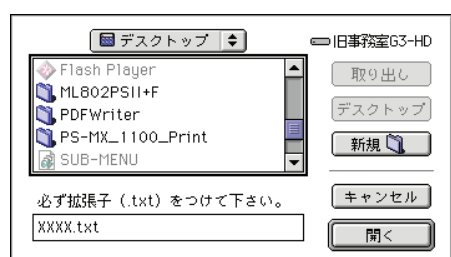 デスクトップ
旧事務室G3-HD
Flash Player
ML802PSII+F
PDFWriter
PS-MX_1100_Print
SUB-MENU
取り出し
デスクトップ
新規
キャンセル
開く
必ず拡張子（.txt）をつけて下さい。
XXXX.txt